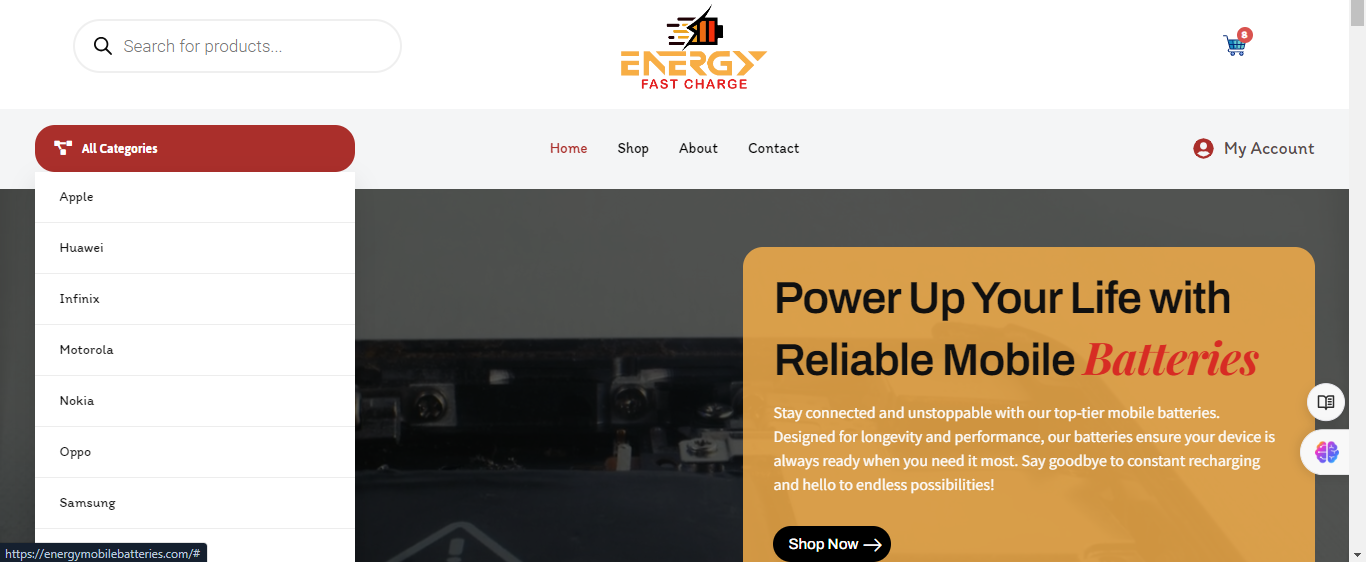 Search for products...
ENERGY
FAST CHARGE
8
All Categories
Home
Shop
About
Contact
My Account
Apple
Huawei
Infinix
Motorola
Nokia
Oppo
Samsung
Power Up Your Life with
Reliable Mobile Batteries
Stay connected and unstoppable with our top-tier mobile batteries.
Designed for longevity and performance, our batteries ensure your device is
always ready when you need it most. Say goodbye to constant recharging
and hello to endless possibilities!
Shop Now
https://energymobilebatteries.com/#